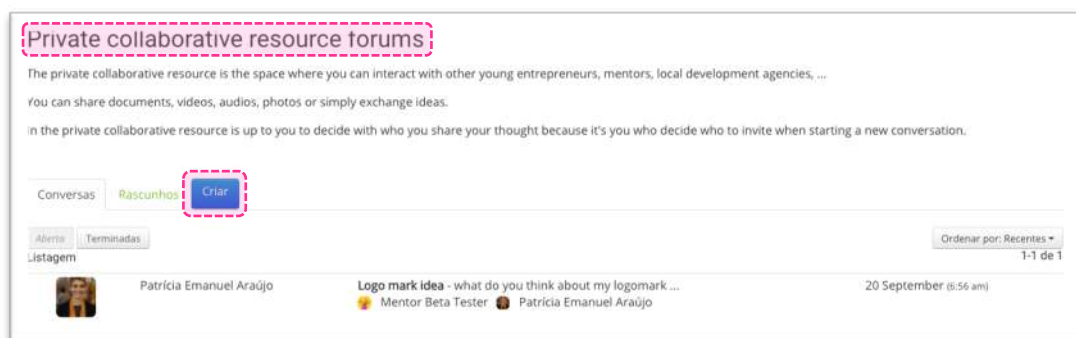 Private collaborative resource forums
The private collaborative resource is the space where you can interact with other young entrepreneurs, mentors, local development agencies, ...
You can share documents, videos, audios, photos or simply exchange ideas.
In the private collaborative resource is up to you to decide with who you share your thought because it's you who decide who to invite when starting a new conversation.
Conversas Rascunhos Criar
Aberto Terminadas Ordenar por: Recentes
Listagem 1-1 de 1
Patrícia Emanuel Araújo Logo mark idea - what do you think about my logomark ... 20 September (6:56 am)
Mentor Beta Tester Patrícia Emanuel Araújo